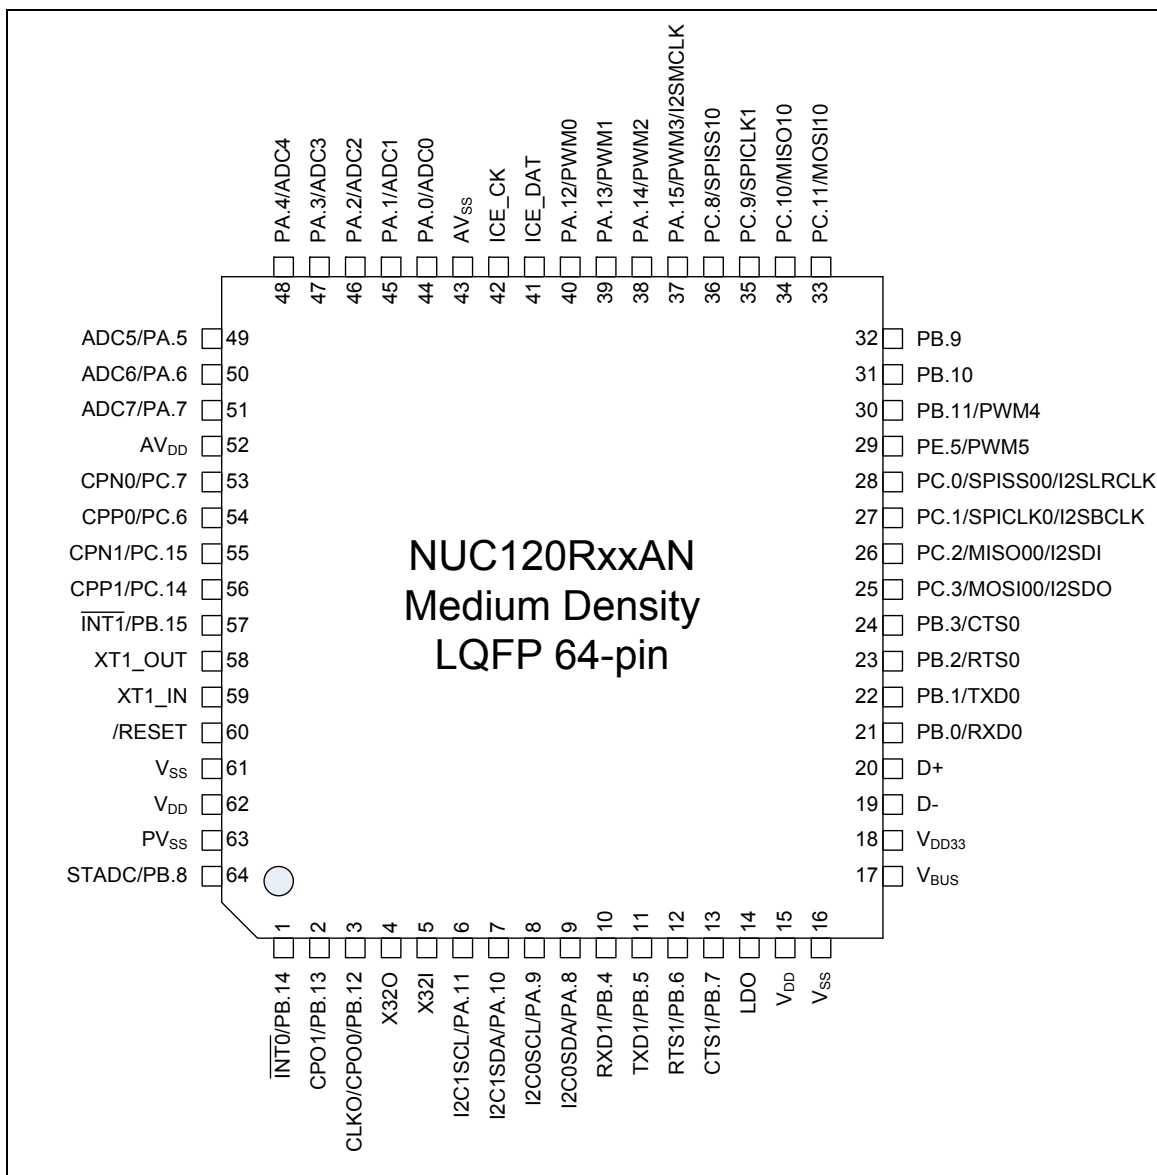 PA.4/ADC4
PA.3/ADC3
PA.2/ADC2
PA.1/ADC1
PA.0/ADC0
AVSS
ICE_CK
ICE_DAT
PA.12/PWM0
PA.13/PWM1
PA.14/PWM2
PA.15/PWM3/I2SMCLK
PC.8/SPISS10
PC.9/SPICLK1
PC.10/MISO10
PC.11/MOSI10
48 47 46 45 44 43 42 41 40 39 38 37 36 35 34 33
ADC5/PA.5 49
ADC6/PA.6 50
ADC7/PA.7 51
AVDD 52
CPN0/PC.7 53
CPP0/PC.6 54
CPN1/PC.15 55
CPP1/PC.14 56
INT1/PB.15 57
XT1_OUT 58
XT1_IN 59
/RESET 60
VSS 61
VDD 62
PVSS 63
STADC/PB.8 64
NUC120RxxAN
Medium Density
LQFP 64-pin
32 PB.9
31 PB.10
30 PB.11/PWM4
29 PE.5/PWM5
28 PC.0/SPISS00/I2SLRCLK
27 PC.1/SPICLK0/I2SBCLK
26 PC.2/MISO00/I2SDI
25 PC.3/MOSI00/I2SDO
24 PB.3/CTS0
23 PB.2/RTS0
22 PB.1/TXD0
21 PB.0/RXD0
20 D+
19 D-
18 VDD33
17 VBUS
1 2 3 4 5 6 7 8 9 10 11 12 13 14 15 16
INT0/PB.14
CPO1/PB.13
CLKO/CPO0/PB.12
X32O
X32I
I2C1SCL/PA.11
I2C1SDA/PA.10
I2C0SCL/PA.9
I2C0SDA/PA.8
RXD1/PB.4
TXD1/PB.5
RTS1/PB.6
CTS1/PB.7
LDO
VDD
VSS